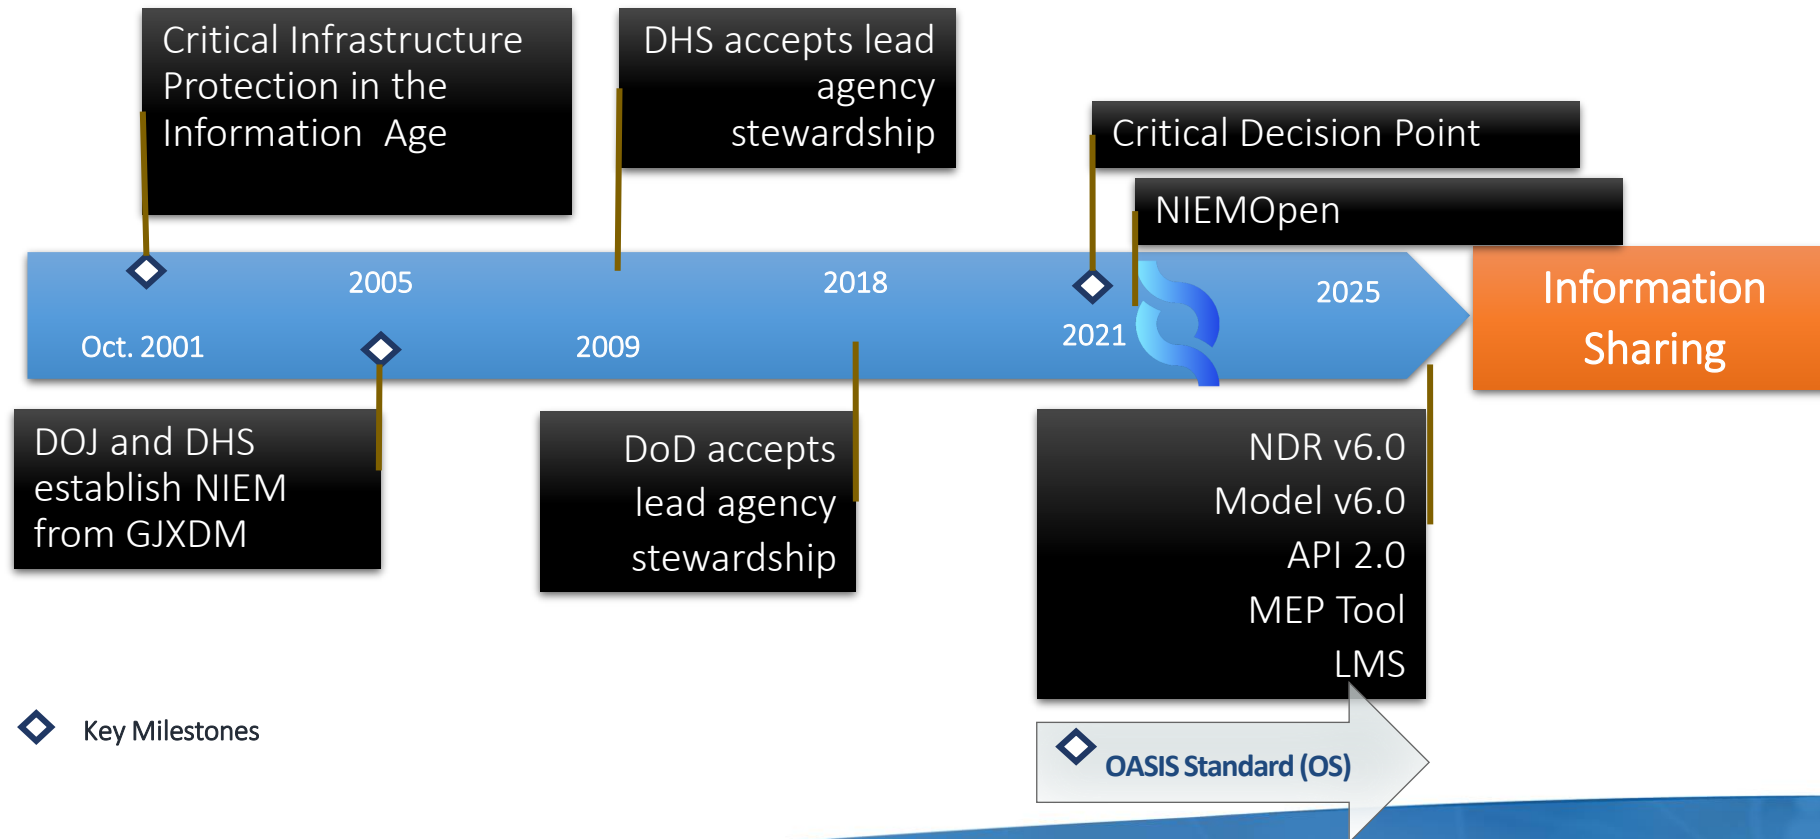 Critical Infrastructure
Protection in the
Information  Age
DHS accepts lead
agency
stewardship
Critical Decision Point
NIEMOpen
Oct. 2001
2005
2009
2018
2021
2025
Information
Sharing
DOJ and DHS
establish NIEM
from GJXDM
DoD accepts
lead agency
stewardship
NDR v6.0
Model v6.0
API 2.0
MEP Tool
LMS
Key Milestones
OASIS Standard (OS)